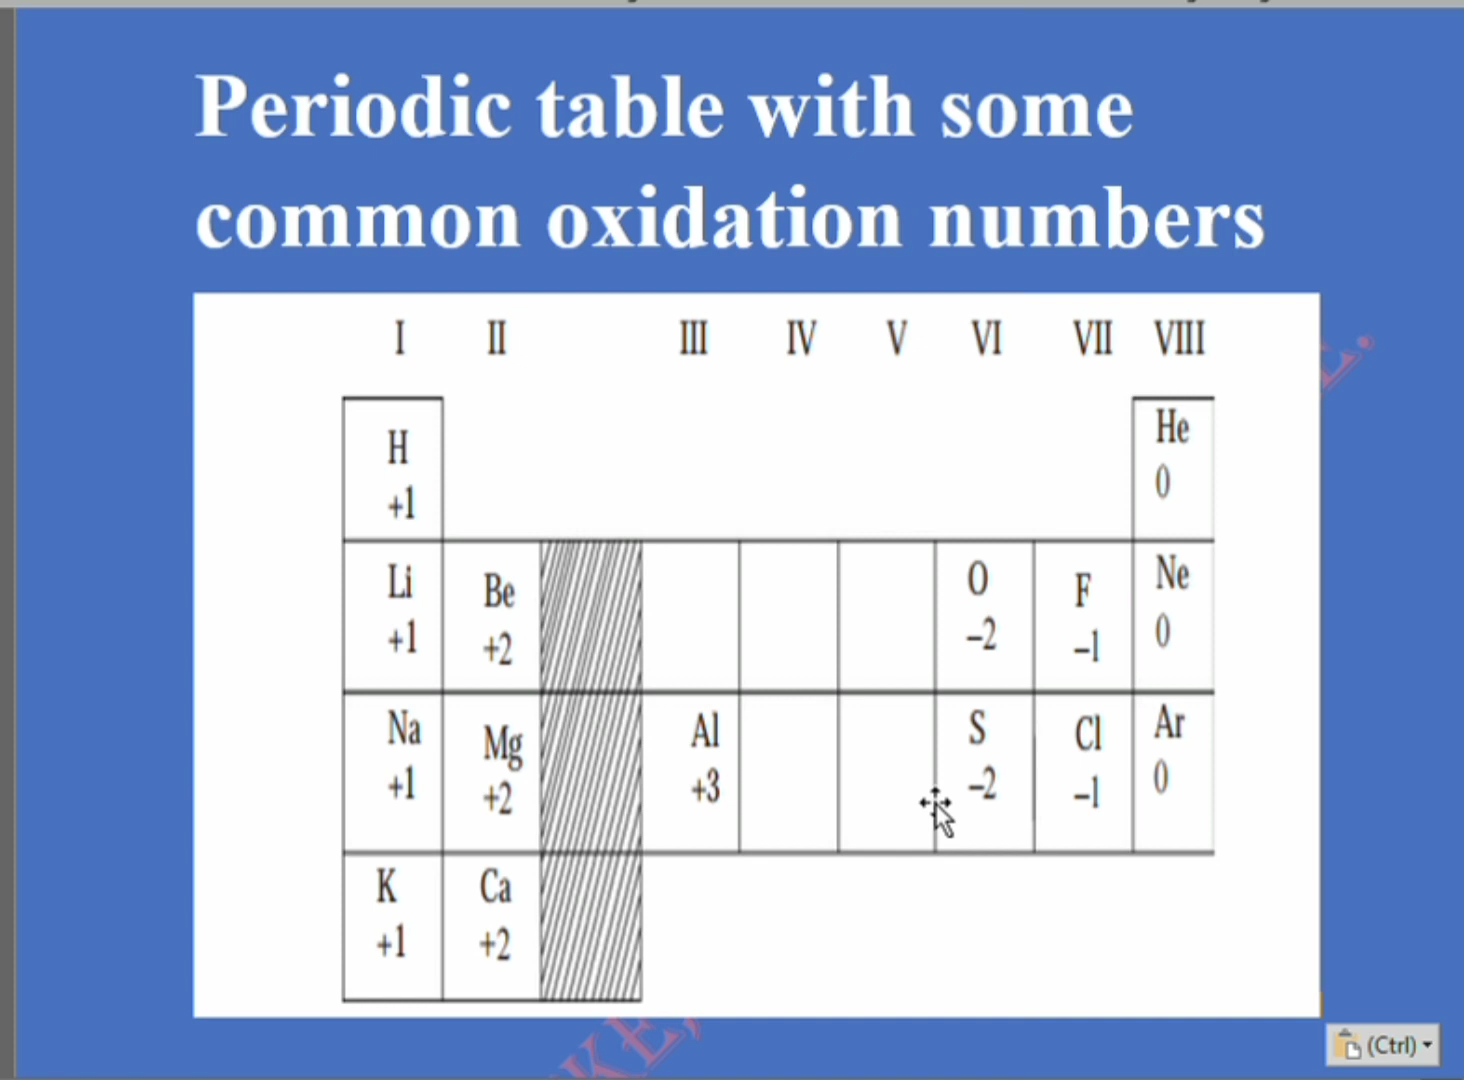 Periodic table with some
common oxidation numbers
I II III IV V VI VII VIII
H He
+1 0
Li Be O F Ne
+1 +2 –2 –1 0
Na Mg Al S Cl Ar
+1 +2 +3 –2 –1 0
K Ca
+1 +2
(Ctrl)